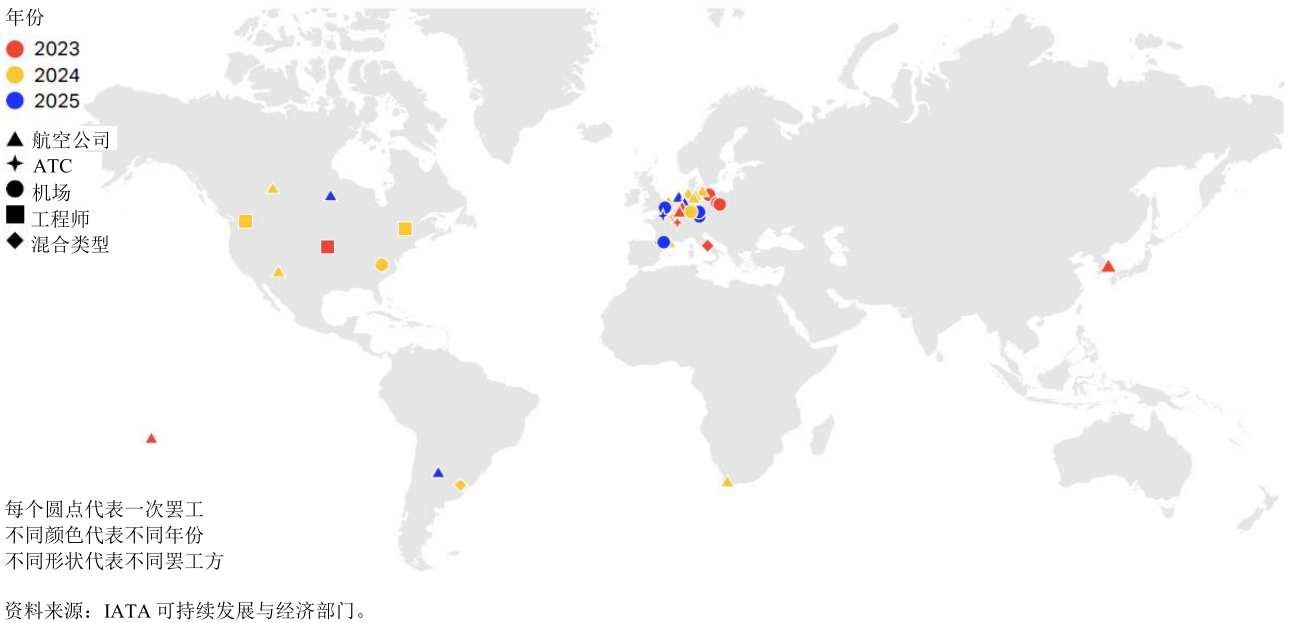 年份
2023
2024
2025
航空公司
ATC
机场
工程师
混合类型
每个圆点代表一次罢工
不同颜色代表不同年份
不同形状代表不同罢工方
资料来源：IATA 可持续发展与经济部门。